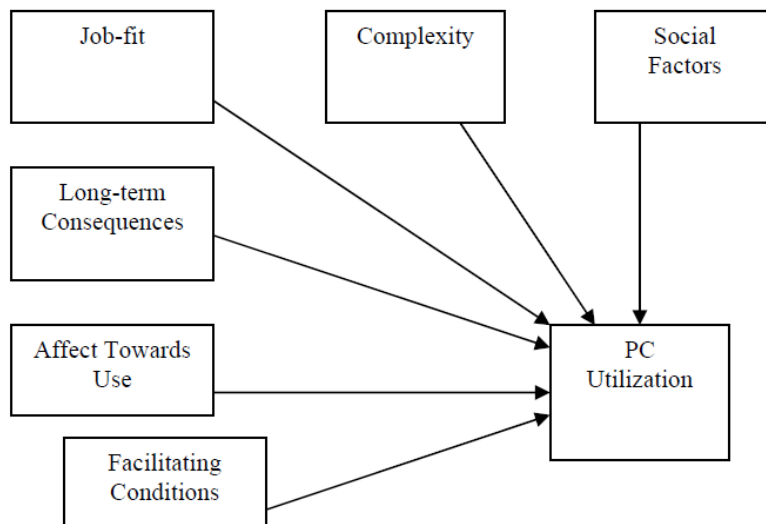 Job-fit
Complexity
Social
Factors
Long-term
Consequences
Affect Towards
Use
PC
Utilization
Facilitating
Conditions